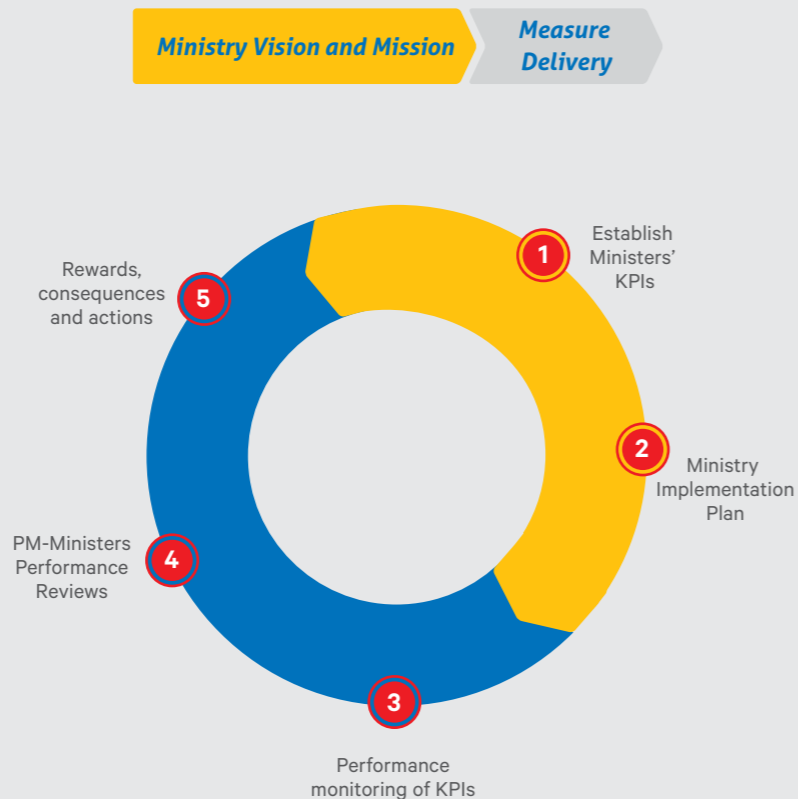 Ministry Vision and Mission
Measure
Delivery
1
Establish
Ministers’
KPIs
2
Ministry
Implementation
Plan
3
Performance
monitoring of KPIs
4
PM-Ministers
Performance
Reviews
5
Rewards,
consequences
and actions